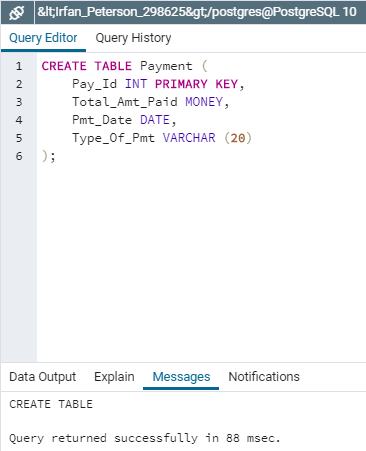 &lt;Irfan_Peterson_298625&gt;/postgres@PostgreSQL 10
Query Editor Query History
1 CREATE TABLE Payment (
2 Pay_Id INT PRIMARY KEY,
3 Total_Amt_Paid MONEY,
4 Pmt_Date DATE,
5 Type_Of_Pmt VARCHAR (20)
6 );
Data Output Explain Messages Notifications
CREATE TABLE
Query returned successfully in 88 msec.